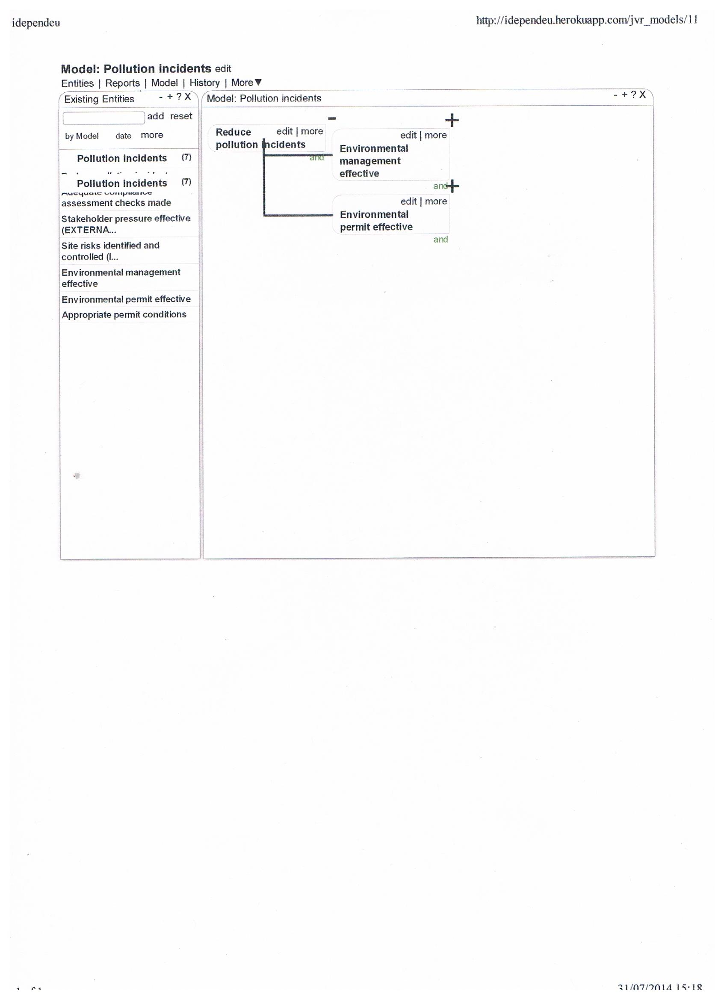 idependeu
http://idependeu.herokuapp.com/jvr_models/11
Model: Pollution incidents edit
Entities | Reports | Model | History | More▼
Existing Entities - + ? X
add reset
by Model date more
Pollution incidents (7)
Pollution incidents (7)
Adequate compliance
assessment checks made
Stakeholder pressure effective
(EXTERNA...
Site risks identified and
controlled (I...
Environmental management
effective
Environmental permit effective
Appropriate permit conditions
Model: Pollution incidents - + ? X
-
Reduce edit | more
pollution incidents
and
+
edit | more
Environmental
management
effective
and+
edit | more
Environmental
permit effective
and
31/07/2014 15:18